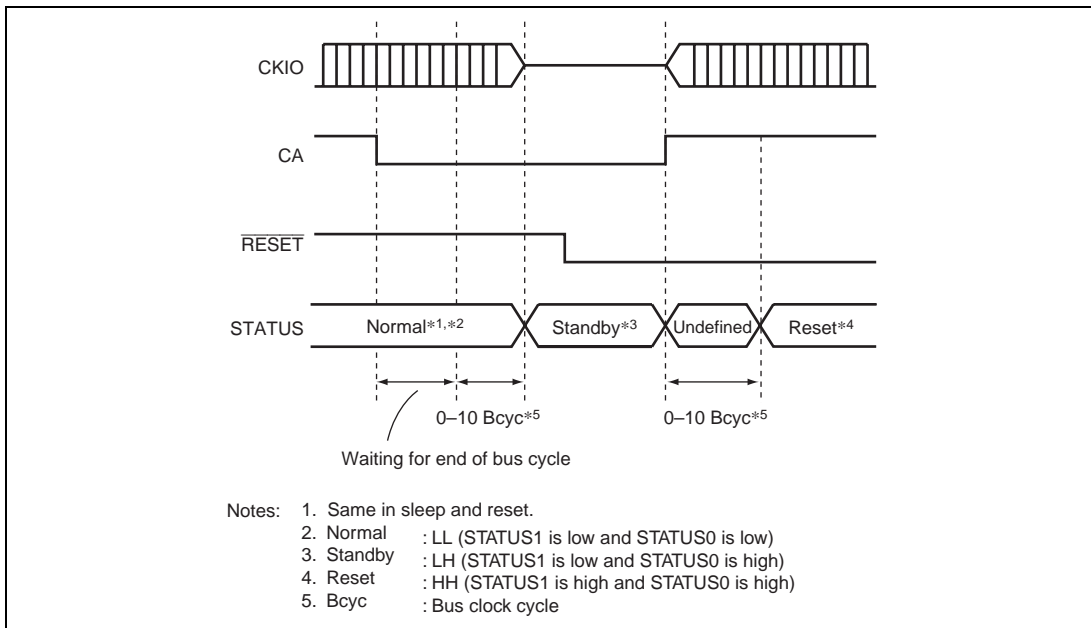 CKIO
CA
RESET
STATUS Normal*1,*2 Standby*3 Undefined Reset*4
0–10 Bcyc*5 0–10 Bcyc*5
Waiting for end of bus cycle
Notes: 1. Same in sleep and reset.
2. Normal : LL (STATUS1 is low and STATUS0 is low)
3. Standby : LH (STATUS1 is low and STATUS0 is high)
4. Reset : HH (STATUS1 is high and STATUS0 is high)
5. Bcyc : Bus clock cycle